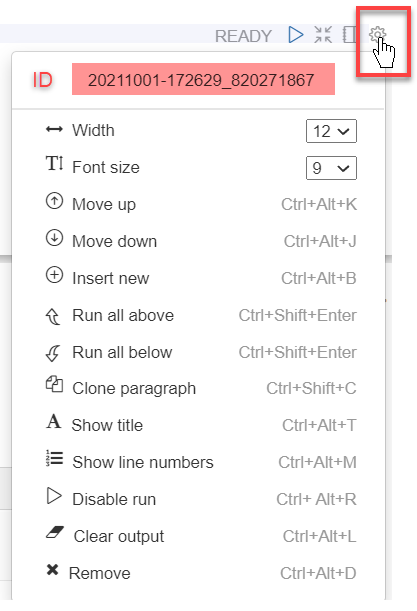 READY
ID 20211001-172629_820271867
Width 12
Font size 9
Move up Ctrl+Alt+K
Move down Ctrl+Alt+J
Insert new Ctrl+Alt+B
Run all above Ctrl+Shift+Enter
Run all below Ctrl+Shift+Enter
Clone paragraph Ctrl+Shift+C
Show title Ctrl+Alt+T
Show line numbers Ctrl+Alt+M
Disable run Ctrl+ Alt+R
Clear output Ctrl+Alt+L
Remove Ctrl+Alt+D